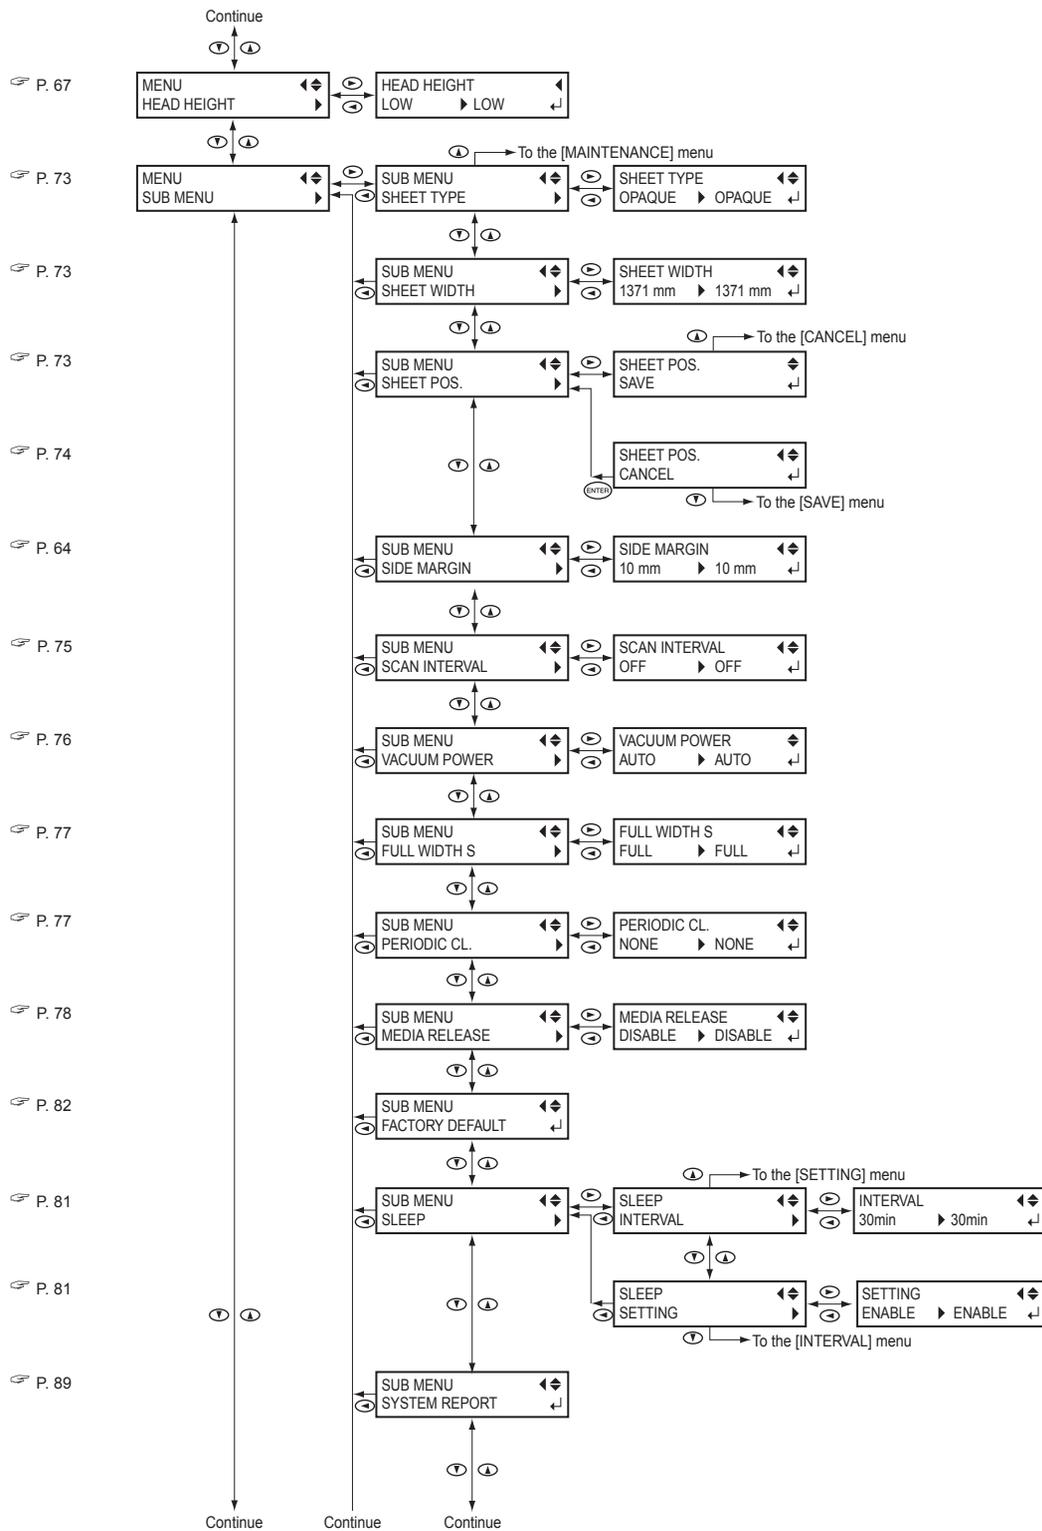 Continue
P. 67
MENU
HEAD HEIGHT
HEAD HEIGHT
LOW LOW
To the [MAINTENANCE] menu
P. 73
MENU
SUB MENU
SUB MENU
SHEET TYPE
SHEET TYPE
OPAQUE OPAQUE
P. 73
SUB MENU
SHEET WIDTH
SHEET WIDTH
1371 mm 1371 mm
To the [CANCEL] menu
P. 73
SUB MENU
SHEET POS.
SHEET POS.
SAVE
P. 74
SHEET POS.
CANCEL
ENTER
To the [SAVE] menu
P. 64
SUB MENU
SIDE MARGIN
SIDE MARGIN
10 mm 10 mm
P. 75
SUB MENU
SCAN INTERVAL
SCAN INTERVAL
OFF OFF
P. 76
SUB MENU
VACUUM POWER
VACUUM POWER
AUTO AUTO
P. 77
SUB MENU
FULL WIDTH S
FULL WIDTH S
FULL FULL
P. 77
SUB MENU
PERIODIC CL.
PERIODIC CL.
NONE NONE
P. 78
SUB MENU
MEDIA RELEASE
MEDIA RELEASE
DISABLE DISABLE
P. 82
SUB MENU
FACTORY DEFAULT
To the [SETTING] menu
P. 81
SUB MENU
SLEEP
SLEEP
INTERVAL
INTERVAL
30min 30min
P. 81
SLEEP
SETTING
SETTING
ENABLE ENABLE
To the [INTERVAL] menu
P. 89
SUB MENU
SYSTEM REPORT
Continue
Continue
Continue